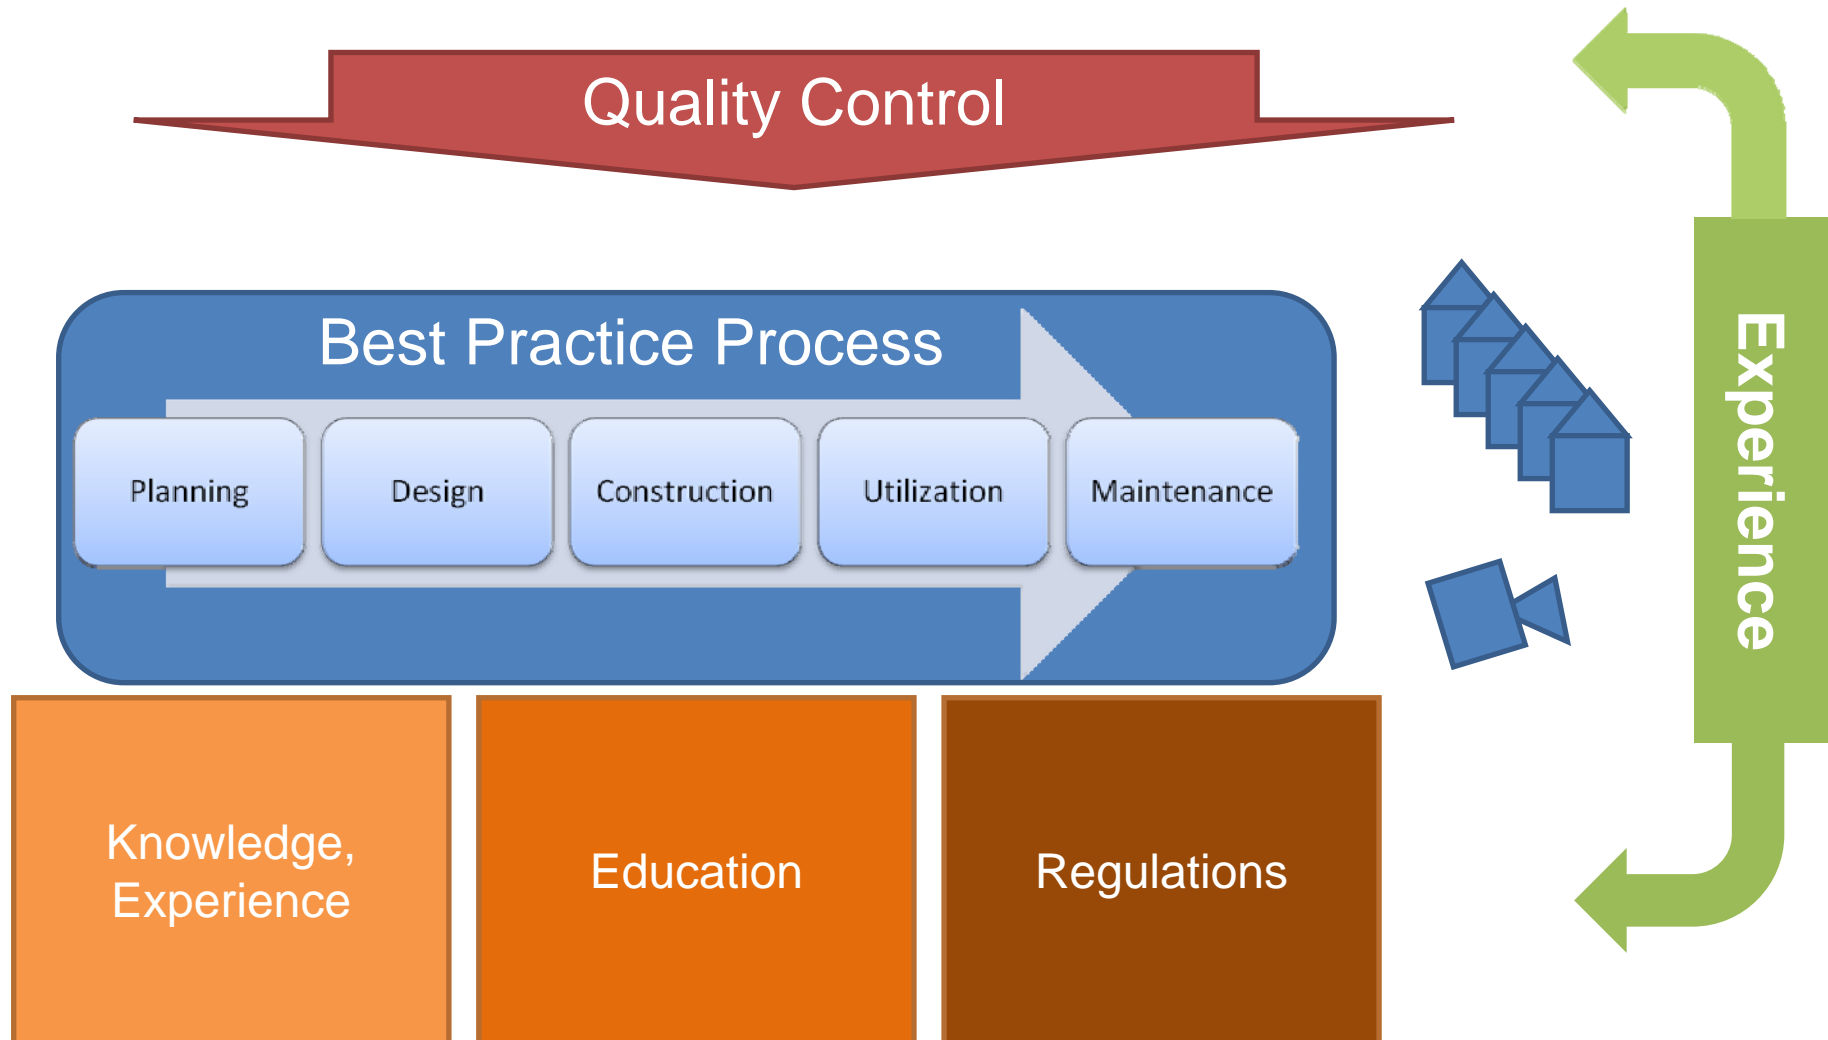 Quality Control
Best Practice Process
Planning
Design
Construction
Utilization
Maintenance
Experience
Knowledge,
Experience
Education
Regulations